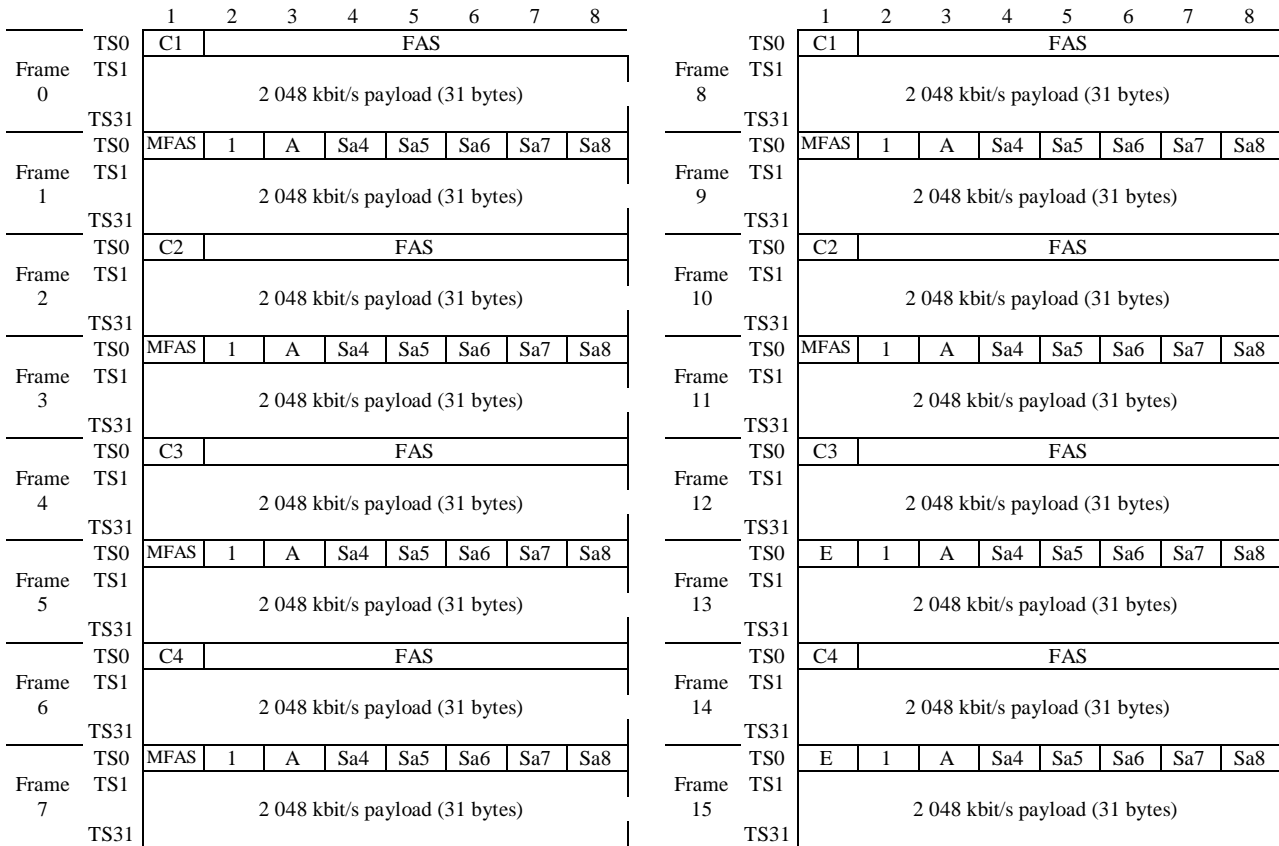 1 2 3 4 5 6 7 8
TS0 C1 FAS
Frame TS1
0 2 048 kbit/s payload (31 bytes)
TS31
TS0 MFAS 1 A Sa4 Sa5 Sa6 Sa7 Sa8
Frame TS1
1 2 048 kbit/s payload (31 bytes)
TS31
TS0 C2 FAS
Frame TS1
2 2 048 kbit/s payload (31 bytes)
TS31
TS0 MFAS 1 A Sa4 Sa5 Sa6 Sa7 Sa8
Frame TS1
3 2 048 kbit/s payload (31 bytes)
TS31
TS0 C3 FAS
Frame TS1
4 2 048 kbit/s payload (31 bytes)
TS31
TS0 MFAS 1 A Sa4 Sa5 Sa6 Sa7 Sa8
Frame TS1
5 2 048 kbit/s payload (31 bytes)
TS31
TS0 C4 FAS
Frame TS1
6 2 048 kbit/s payload (31 bytes)
TS31
TS0 MFAS 1 A Sa4 Sa5 Sa6 Sa7 Sa8
Frame TS1
7 2 048 kbit/s payload (31 bytes)
TS31
1 2 3 4 5 6 7 8
TS0 C1 FAS
Frame TS1
8 2 048 kbit/s payload (31 bytes)
TS31
TS0 MFAS 1 A Sa4 Sa5 Sa6 Sa7 Sa8
Frame TS1
9 2 048 kbit/s payload (31 bytes)
TS31
TS0 C2 FAS
Frame TS1
10 2 048 kbit/s payload (31 bytes)
TS31
TS0 MFAS 1 A Sa4 Sa5 Sa6 Sa7 Sa8
Frame TS1
11 2 048 kbit/s payload (31 bytes)
TS31
TS0 C3 FAS
Frame TS1
12 2 048 kbit/s payload (31 bytes)
TS31
TS0 E 1 A Sa4 Sa5 Sa6 Sa7 Sa8
Frame TS1
13 2 048 kbit/s payload (31 bytes)
TS31
TS0 C4 FAS
Frame TS1
14 2 048 kbit/s payload (31 bytes)
TS31
TS0 E 1 A Sa4 Sa5 Sa6 Sa7 Sa8
Frame TS1
15 2 048 kbit/s payload (31 bytes)
TS31